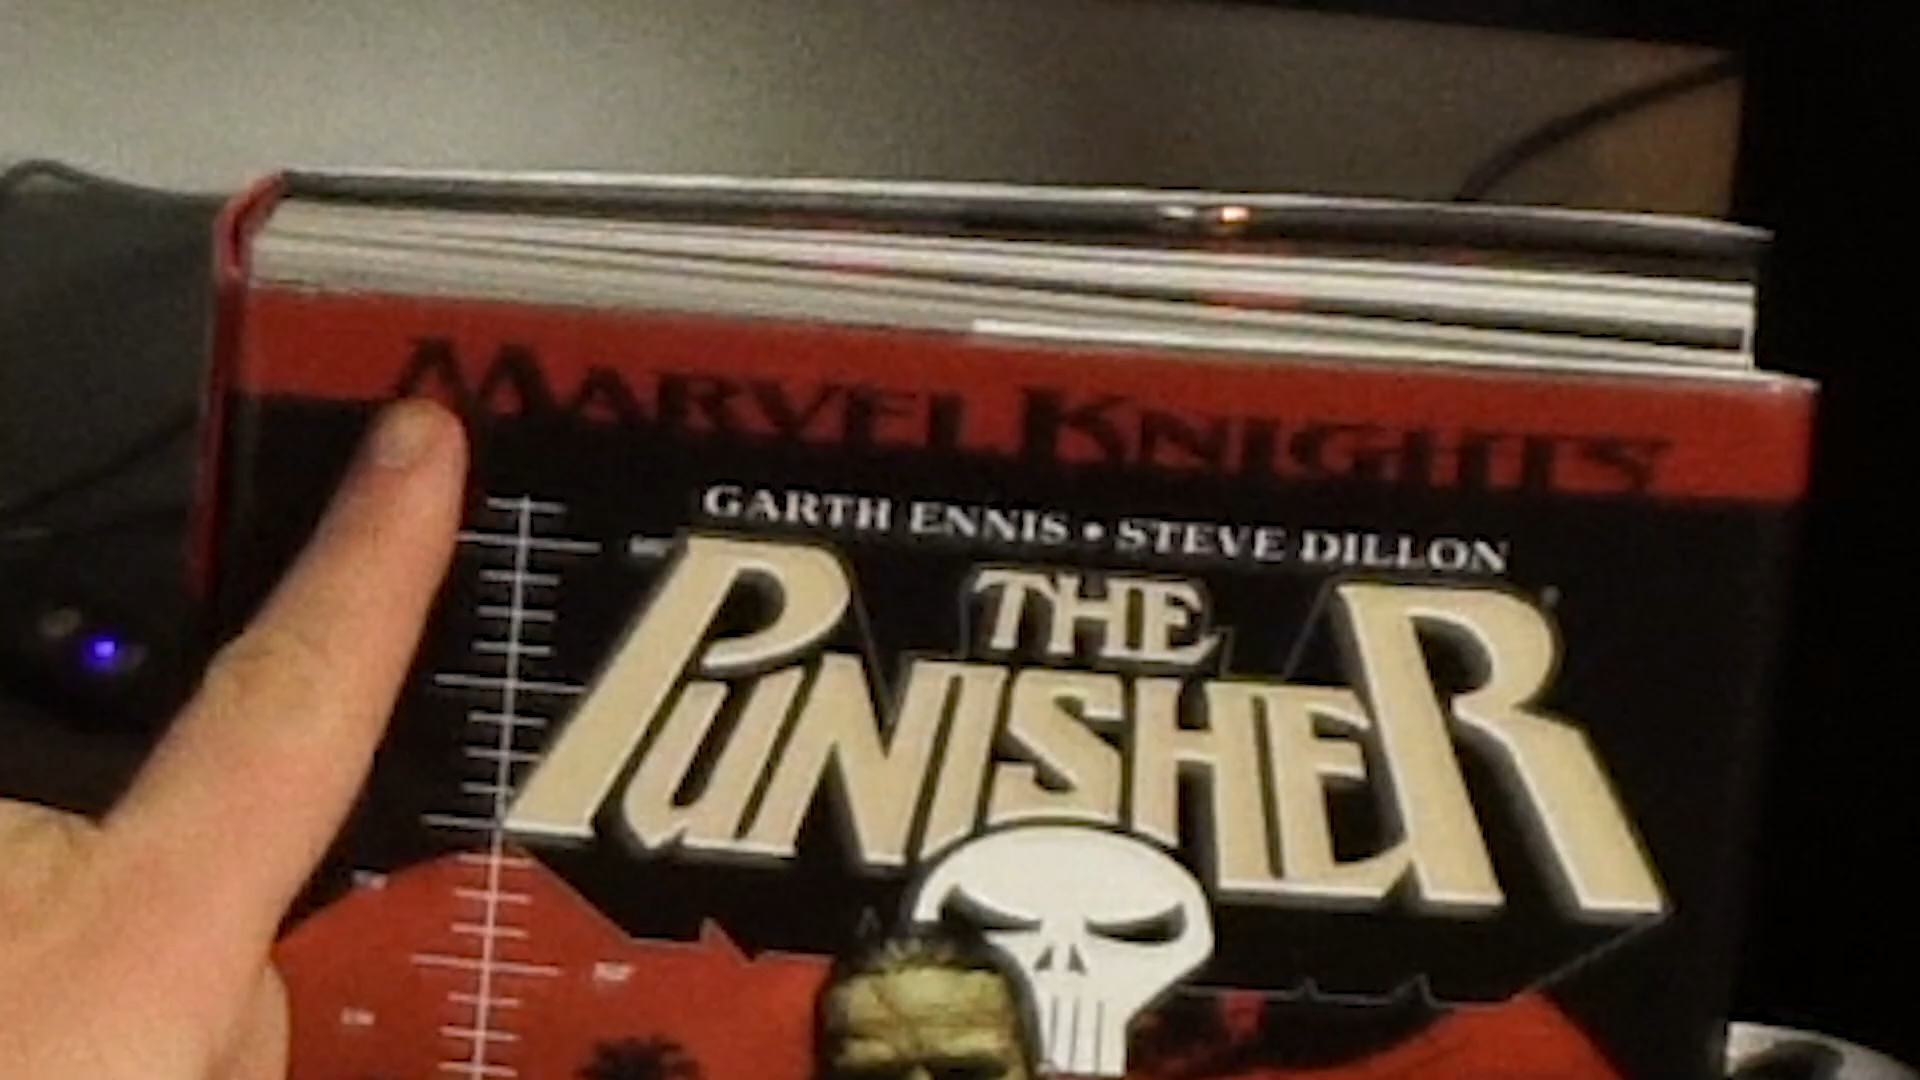 MARVEL KNIGHTS
GARTH ENNIS • STEVE DILLON
THE
PUNISHER